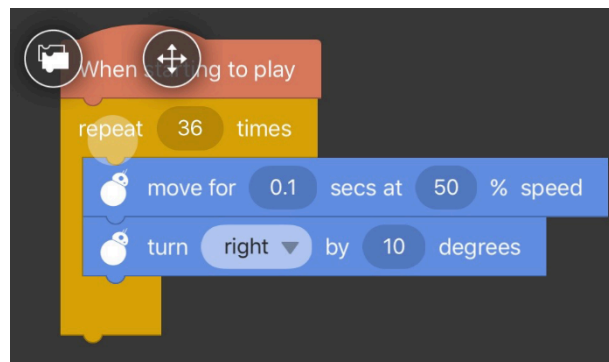 When starting to play
repeat 36 times
move for 0.1 secs at 50 % speed
turn right by 10 degrees